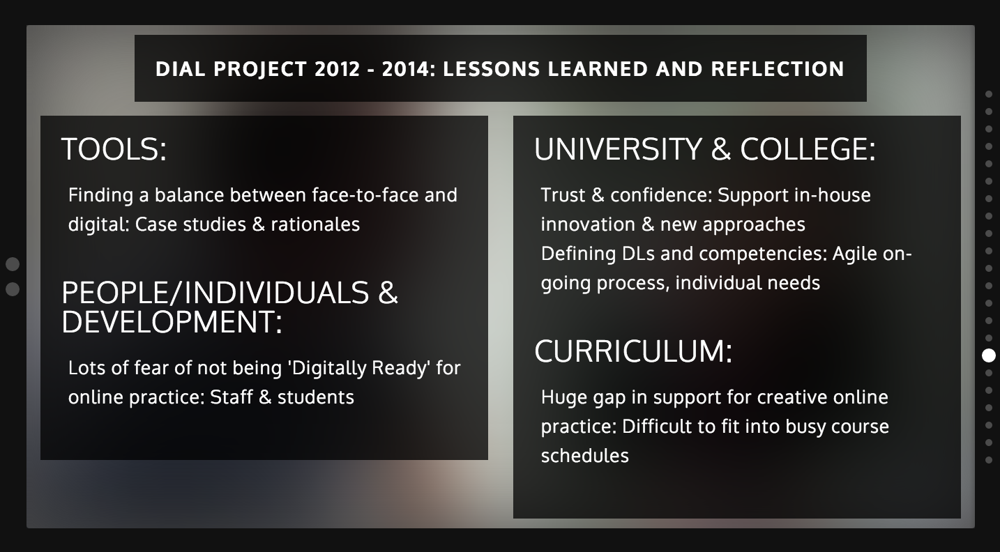 DIAL PROJECT 2012 - 2014: LESSONS LEARNED AND REFLECTION
TOOLS:
Finding a balance between face-to-face and
digital: Case studies & rationales
PEOPLE/INDIVIDUALS &
DEVELOPMENT:
Lots of fear of not being 'Digitally Ready' for
online practice: Staff & students
UNIVERSITY & COLLEGE:
Trust & confidence: Support in-house
innovation & new approaches
Defining DLs and competencies: Agile on-
going process, individual needs
CURRICULUM:
Huge gap in support for creative online
practice: Difficult to fit into busy course
schedules